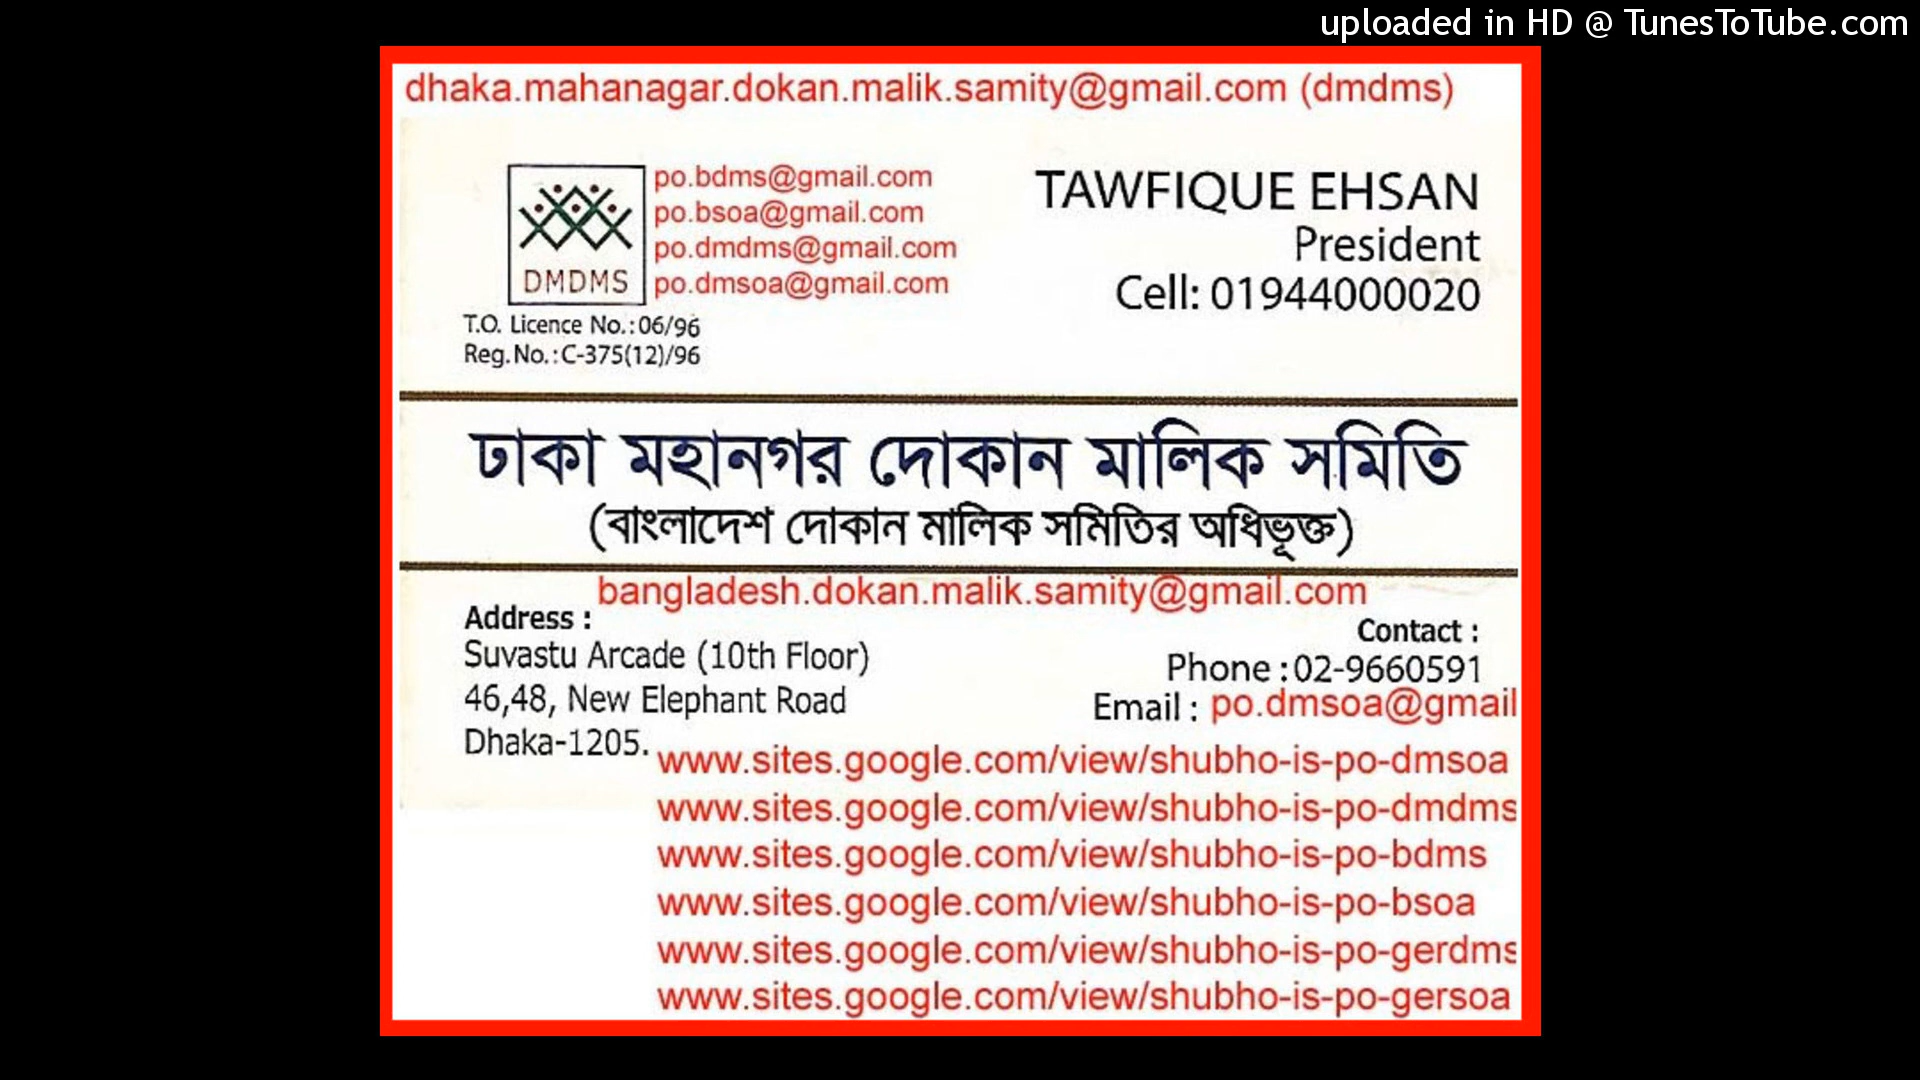 uploaded in HD @ TunesToTube.com
dhaka.mahanagar.dokan.malik.samity@gmail.com (dmdms)
po.bdms@gmail.com
po.bsoa@gmail.com
po.dmdms@gmail.com
po.dmsoa@gmail.com
DMDMS
T.O. Licence No.:06/96
Reg.No.:C-375(12)/96
TAWFIQUE EHSAN
President
Cell: 01944000020
ঢাকা মহানগর দোকান মালিক সমিতি
(বাংলাদেশ দোকান মালিক সমিতির অধিভূক্ত)
bangladesh.dokan.malik.samity@gmail.com
Address :
Suvastu Arcade (10th Floor)
46,48, New Elephant Road
Dhaka-1205.
Contact :
Phone :02-9660591
Email : po.dmsoa@gmail
www.sites.google.com/view/shubho-is-po-dmsoa
www.sites.google.com/view/shubho-is-po-dmdms
www.sites.google.com/view/shubho-is-po-bdms
www.sites.google.com/view/shubho-is-po-bsoa
www.sites.google.com/view/shubho-is-po-gerdms
www.sites.google.com/view/shubho-is-po-gersoa